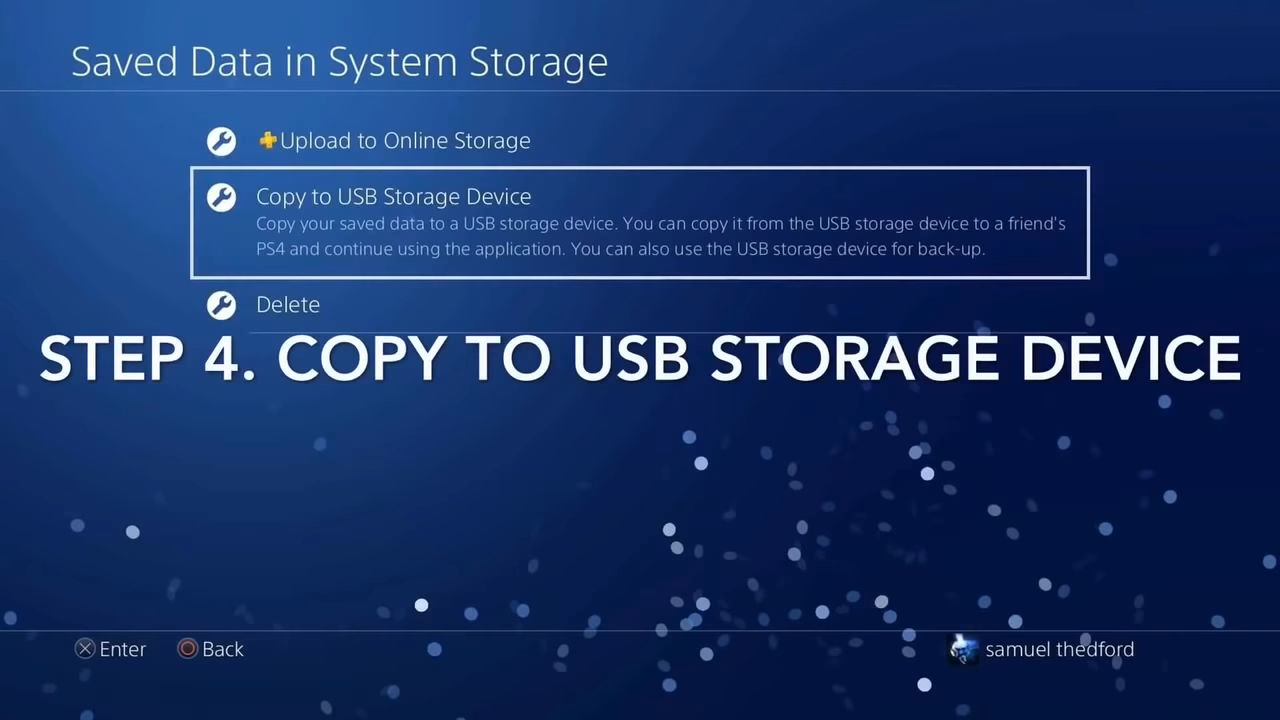 Saved Data in System Storage
Upload to Online Storage
Copy to USB Storage Device
Copy your saved data to a USB storage device. You can copy it from the USB storage device to a friend's
PS4 and continue using the application. You can also use the USB storage device for back-up.
Delete
STEP 4. COPY TO USB STORAGE DEVICE
Enter Back samuel thedford